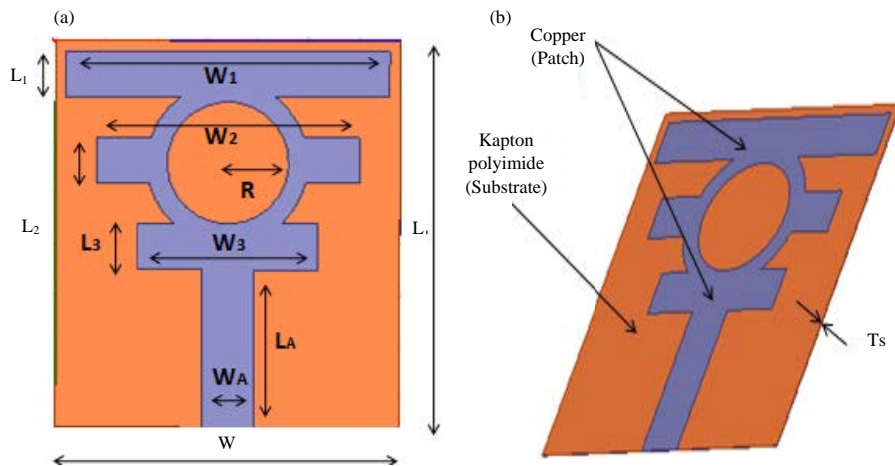 (a)
L1
W1
W2
R
L2
L3
W3
LA
WA
W
L.
(b)
Copper
(Patch)
Kapton
polyimide
(Substrate)
Ts